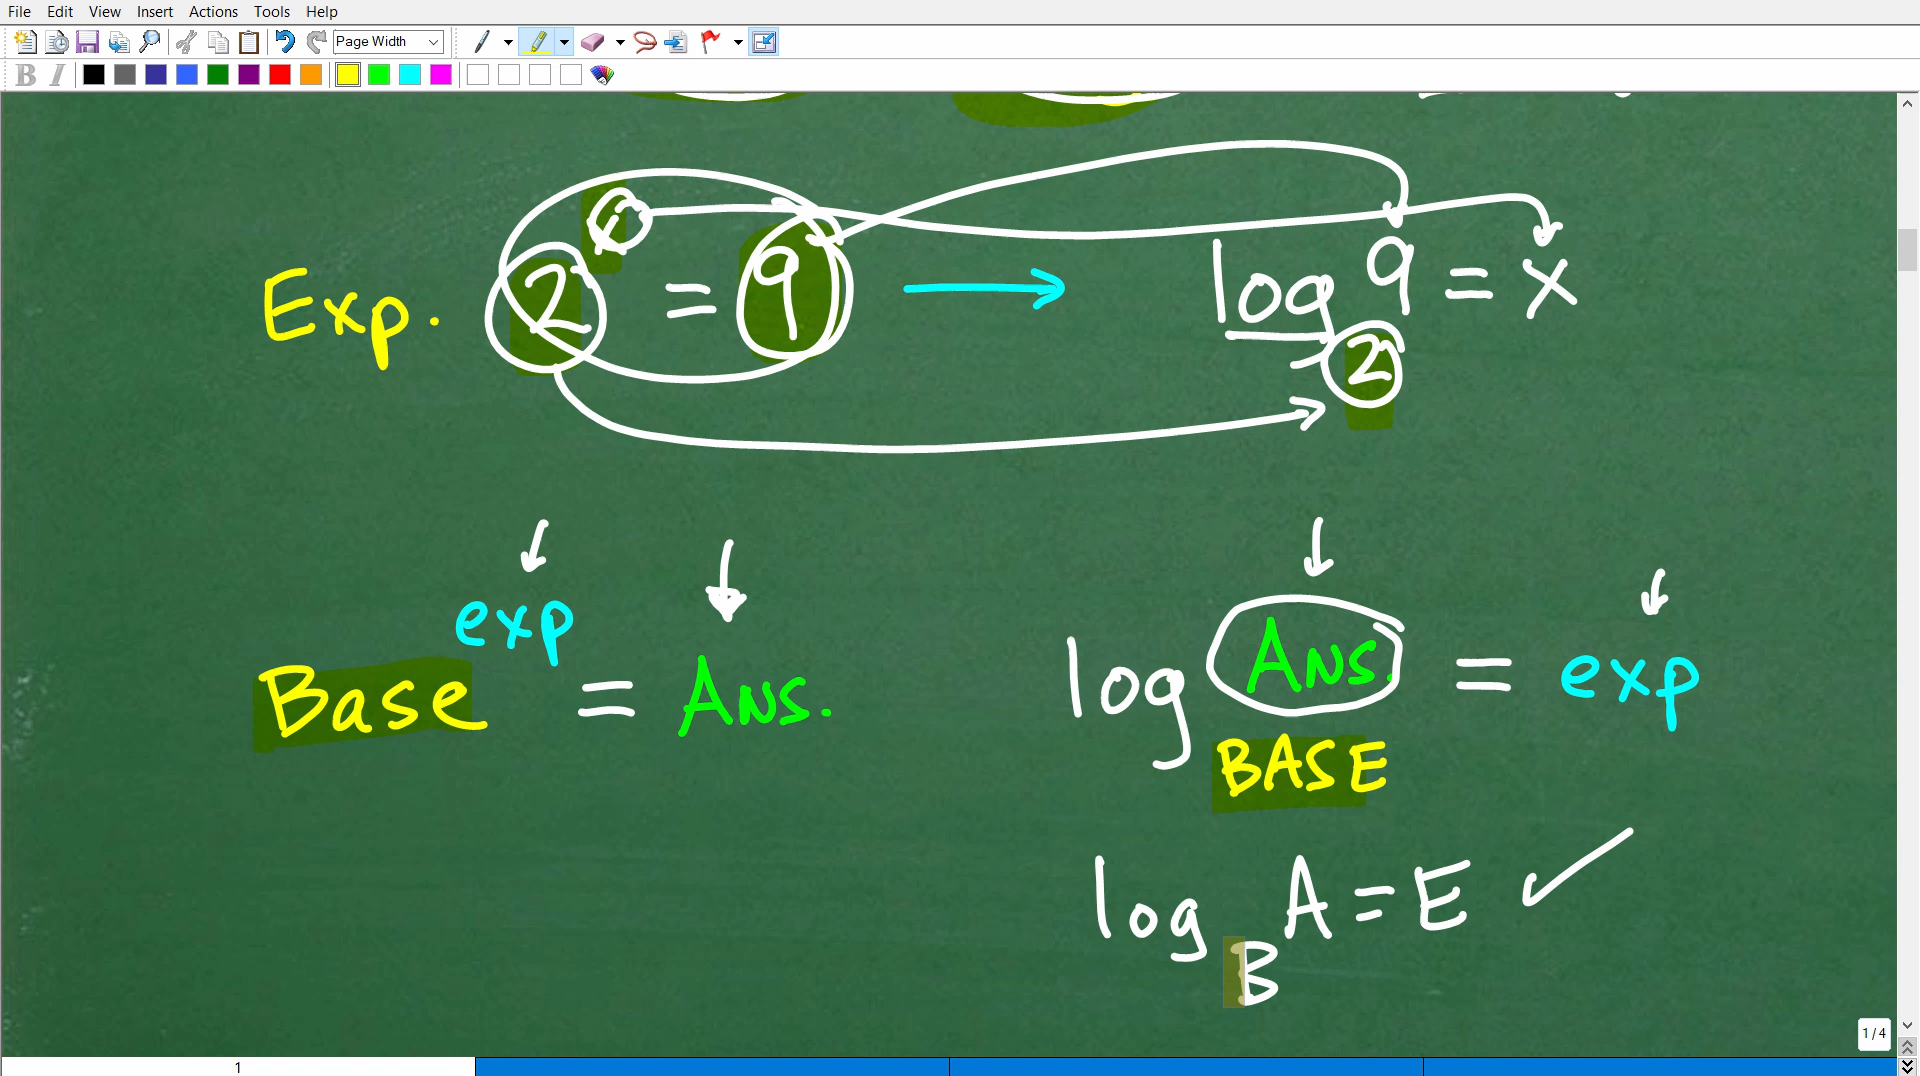 File Edit View Insert Actions Tools Help
Page Width
B I
Exp. 2^x = 9 → log_2 9 = x
Base^exp = Ans.
log_BASE Ans. = exp
log_B A = E ✓
1 / 4
1